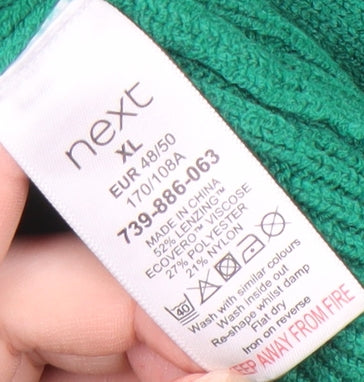 next
XL
EUR 48/50
170/108A
739-886-063
MADE IN CHINA
52% LENZING™
ECOVERO™ VISCOSE
27% POLYESTER
21% NYLON
40
Wash with similar colours
Wash inside out
Re-shape whilst damp
Flat dry
Iron on reverse
EEP AWAY FROM FIRE